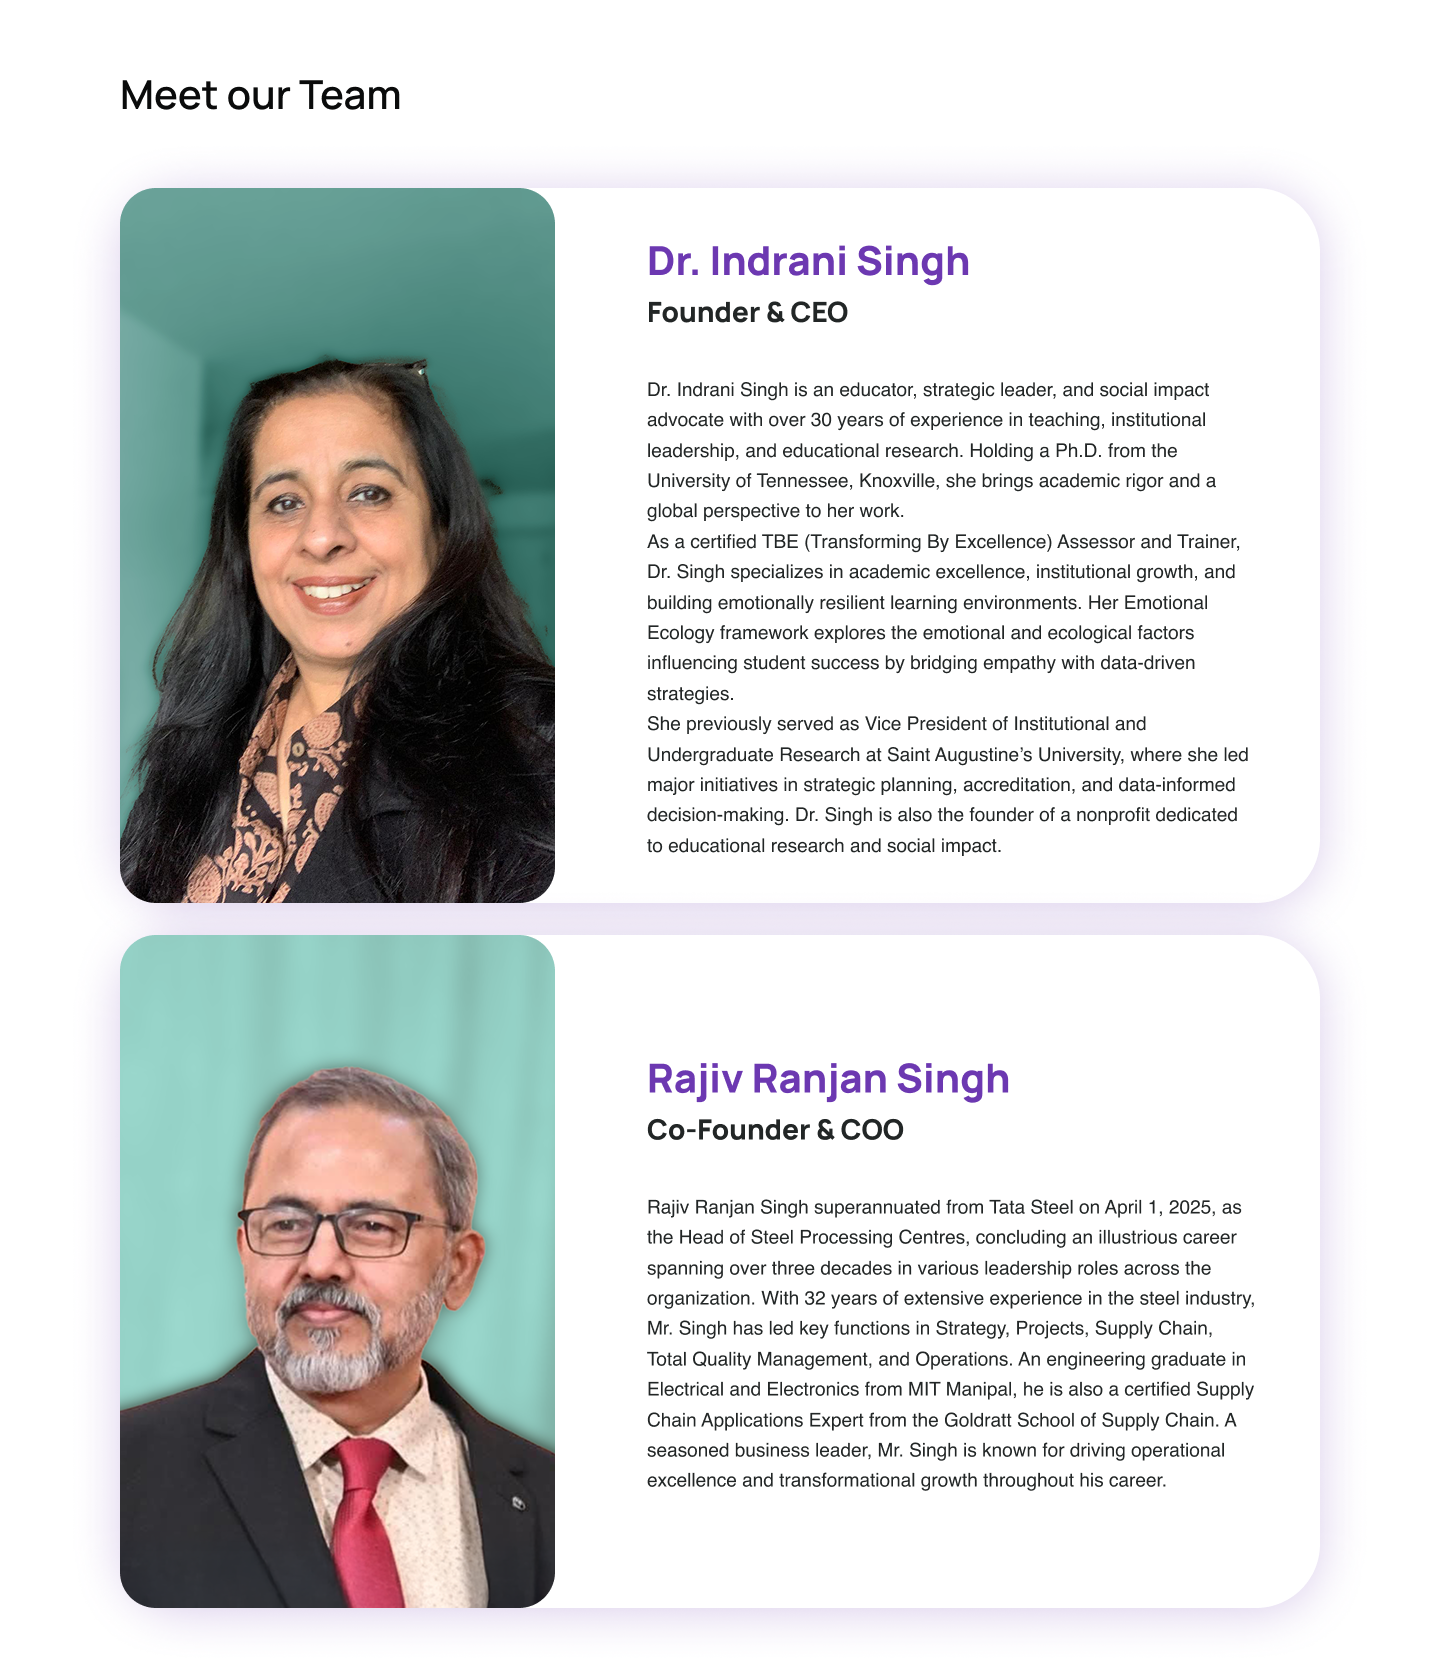 Meet our Team
Dr. Indrani Singh
Founder & CEO
Dr. Indrani Singh is an educator, strategic leader, and social impact
advocate with over 30 years of experience in teaching, institutional
leadership, and educational research. Holding a Ph.D. from the
University of Tennessee, Knoxville, she brings academic rigor and a
global perspective to her work.
As a certified TBE (Transforming By Excellence) Assessor and Trainer,
Dr. Singh specializes in academic excellence, institutional growth, and
building emotionally resilient learning environments. Her Emotional
Ecology framework explores the emotional and ecological factors
influencing student success by bridging empathy with data-driven
strategies.
She previously served as Vice President of Institutional and
Undergraduate Research at Saint Augustine’s University, where she led
major initiatives in strategic planning, accreditation, and data-informed
decision-making. Dr. Singh is also the founder of a nonprofit dedicated
to educational research and social impact.
Rajiv Ranjan Singh
Co-Founder & COO
Rajiv Ranjan Singh superannuated from Tata Steel on April 1, 2025, as
the Head of Steel Processing Centres, concluding an illustrious career
spanning over three decades in various leadership roles across the
organization. With 32 years of extensive experience in the steel industry,
Mr. Singh has led key functions in Strategy, Projects, Supply Chain,
Total Quality Management, and Operations. An engineering graduate in
Electrical and Electronics from MIT Manipal, he is also a certified Supply
Chain Applications Expert from the Goldratt School of Supply Chain. A
seasoned business leader, Mr. Singh is known for driving operational
excellence and transformational growth throughout his career.